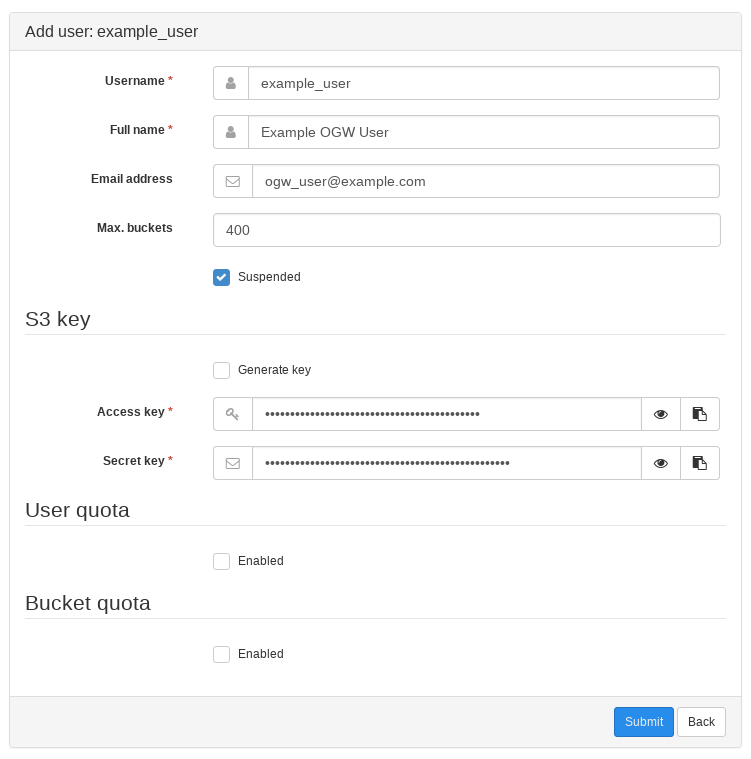 Add user: example_user
Username *
example_user
Full name *
Example OGW User
Email address
ogw_user@example.com
Max. buckets
400
Suspended
S3 key
Generate key
Access key *
Secret key *
User quota
Enabled
Bucket quota
Enabled
Submit Back